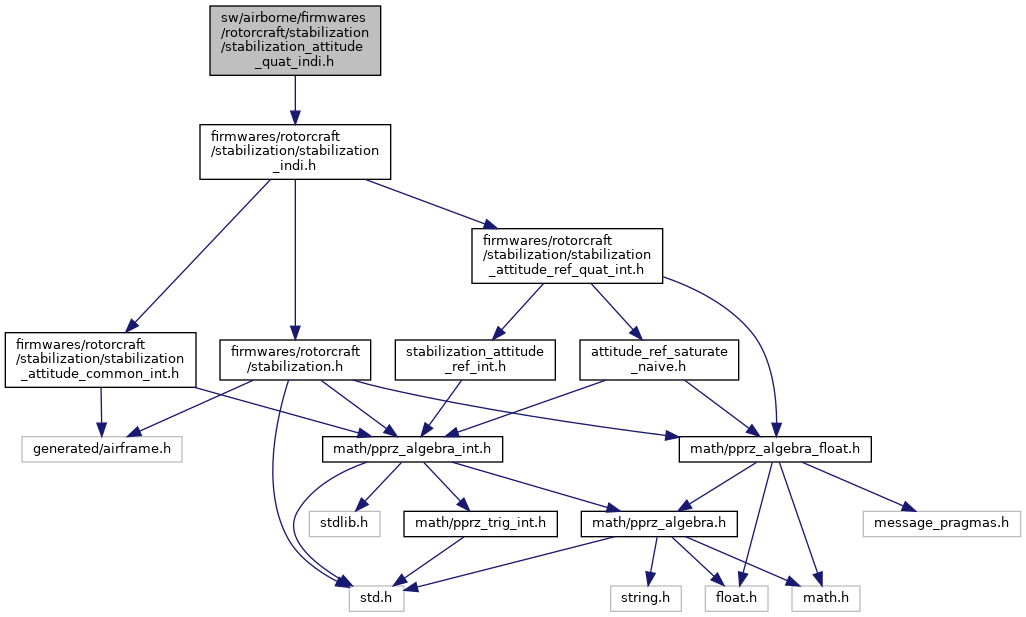 sw/airborne/firmwares
/rotorcraft/stabilization
/stabilization_attitude
_quat_indi.h
firmwares/rotorcraft
/stabilization/stabilization
_indi.h
firmwares/rotorcraft
/stabilization/stabilization
_attitude_ref_quat_int.h
firmwares/rotorcraft
/stabilization/stabilization
_attitude_common_int.h
firmwares/rotorcraft
/stabilization.h
stabilization_attitude
_ref_int.h
attitude_ref_saturate
_naive.h
generated/airframe.h
math/pprz_algebra_int.h
math/pprz_algebra_float.h
stdlib.h
math/pprz_trig_int.h
math/pprz_algebra.h
message_pragmas.h
std.h
string.h
float.h
math.h